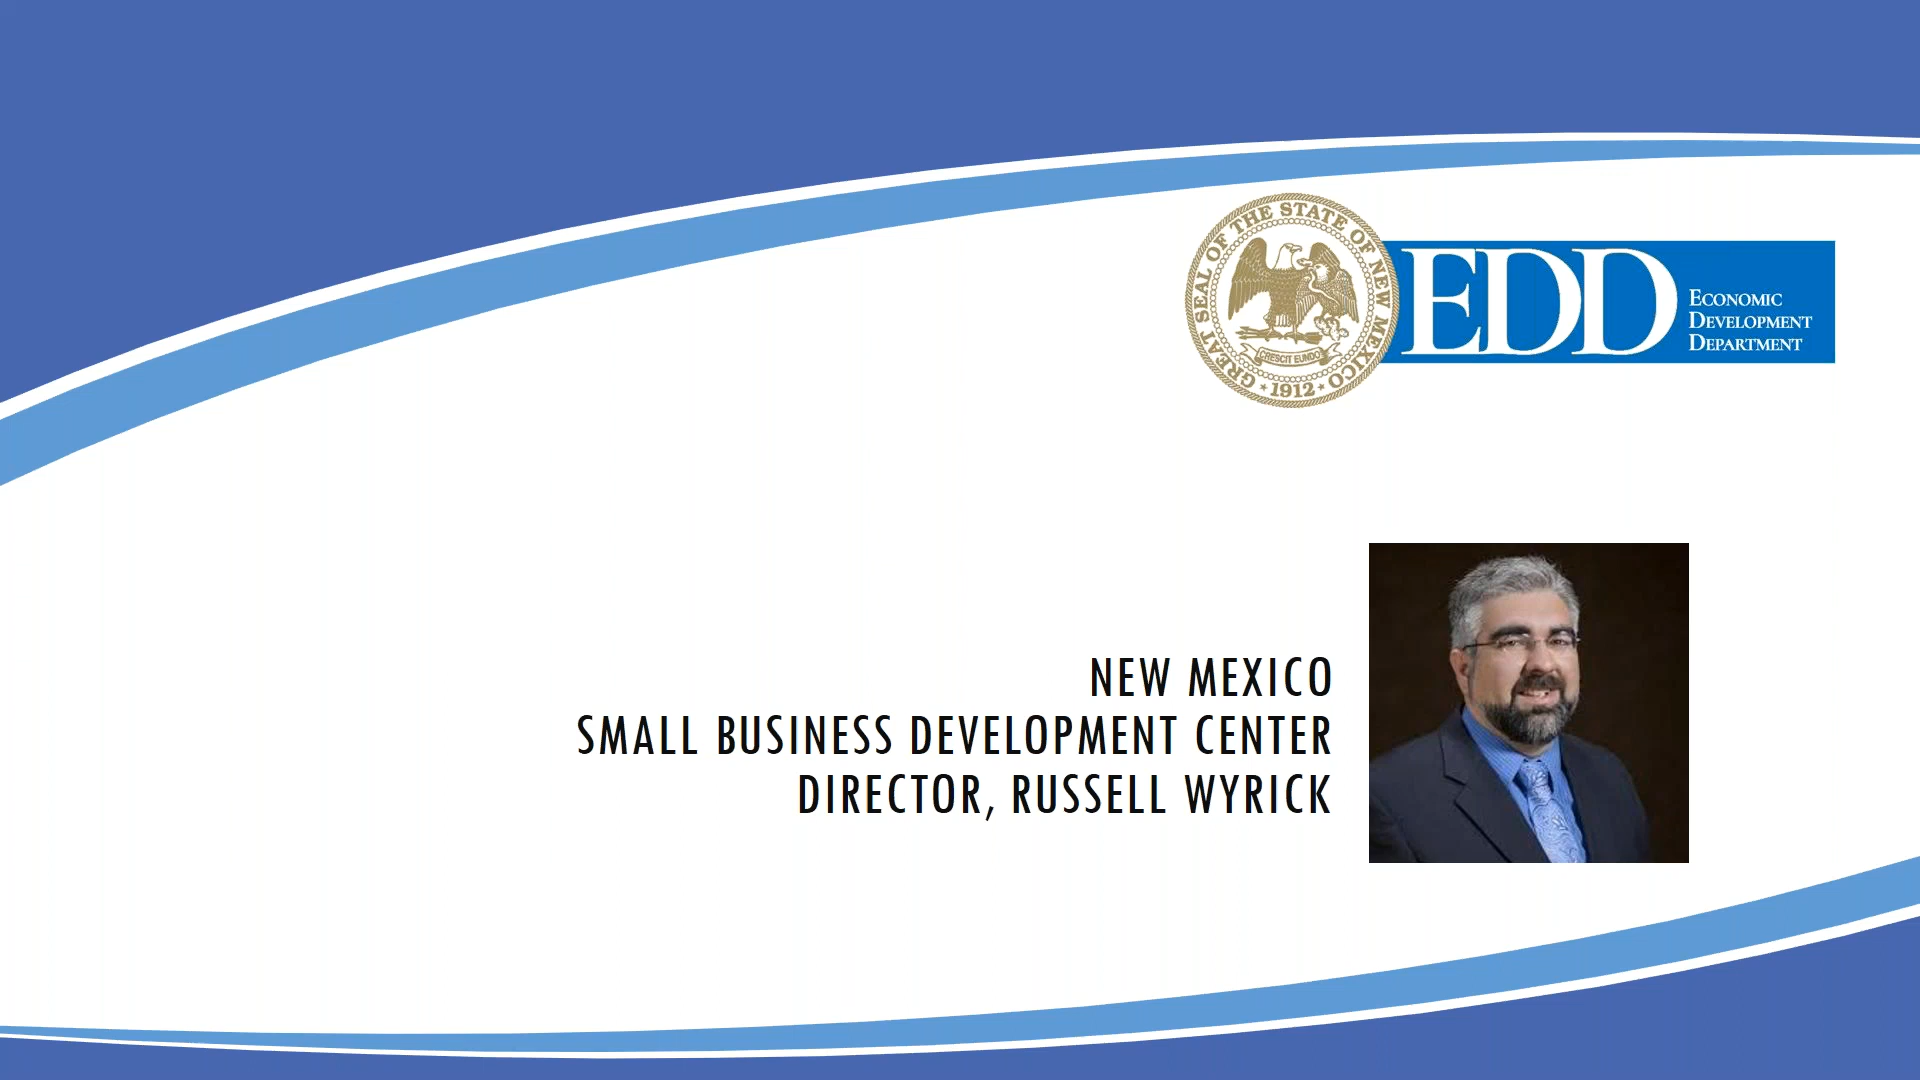 GREAT SEAL OF THE STATE OF NEW MEXICO
CRESCIT EUNDO
1912
EDD
ECONOMIC
DEVELOPMENT
DEPARTMENT
NEW MEXICO
SMALL BUSINESS DEVELOPMENT CENTER
DIRECTOR, RUSSELL WYRICK